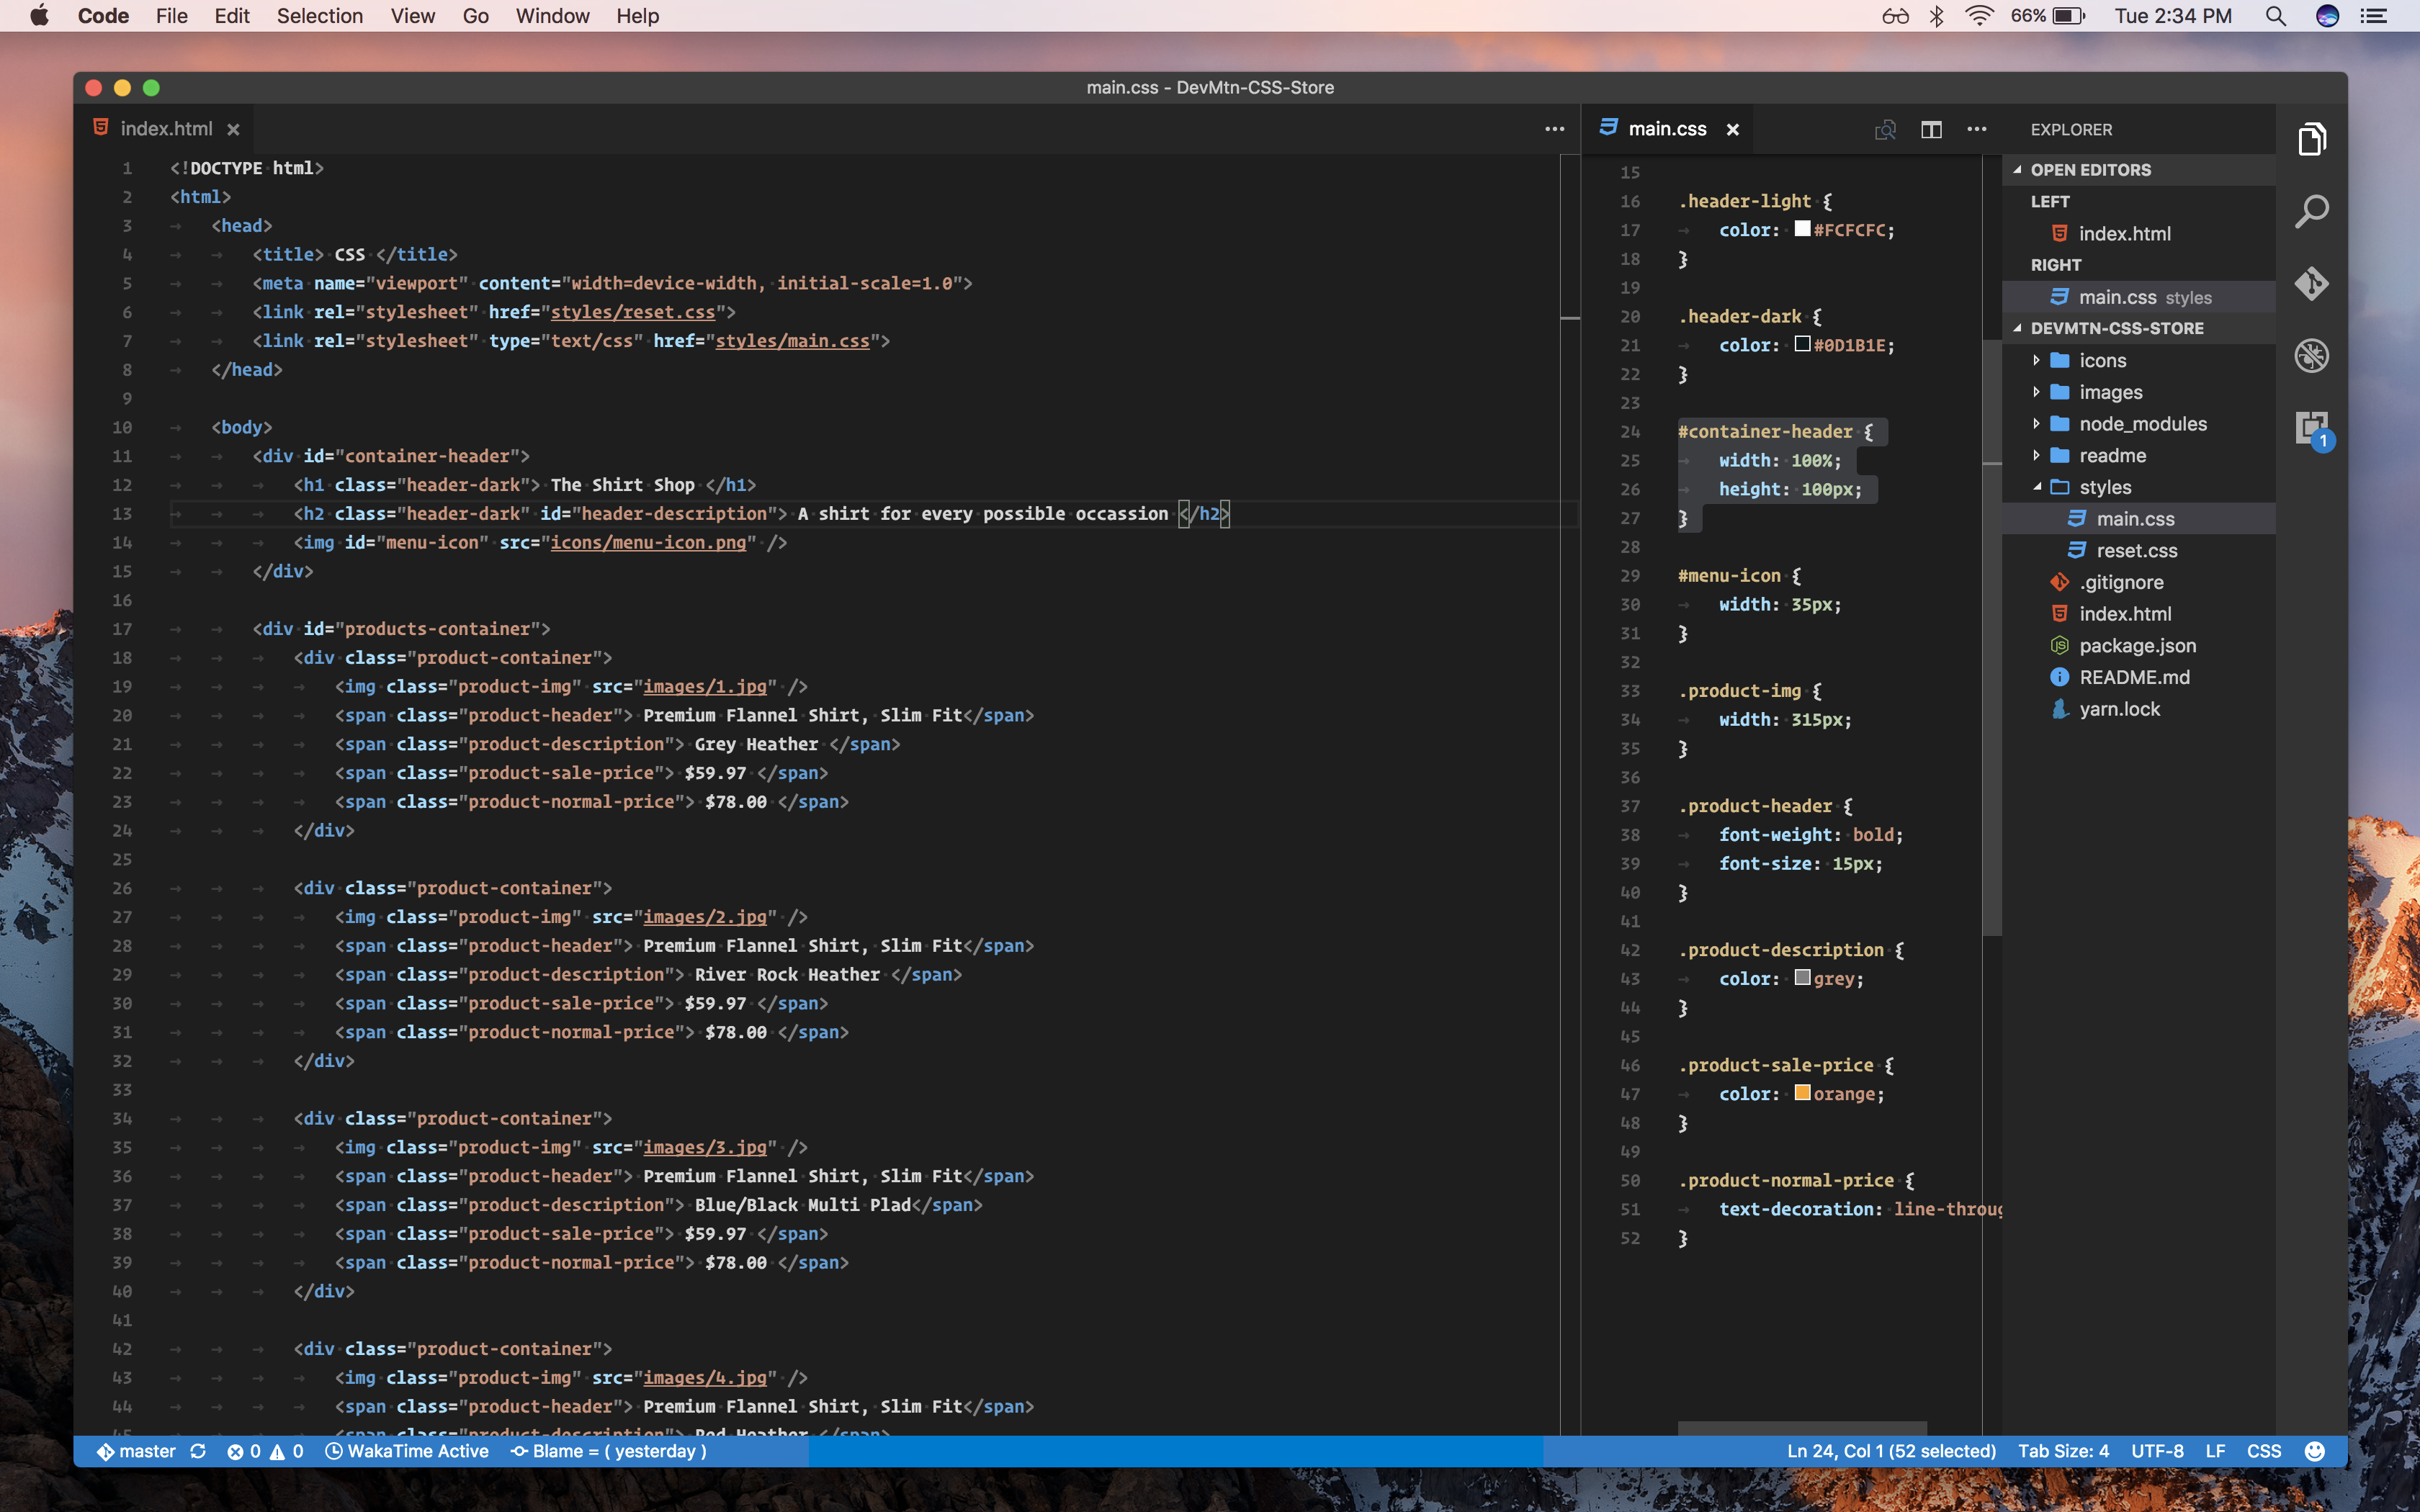 Code File Edit Selection View Go Window Help
66% Tue 2:34 PM
main.css - DevMtn-CSS-Store
index.html
1 <!DOCTYPE html>
2 <html>
3 <head>
4 <title> CSS </title>
5 <meta name="viewport" content="width=device-width, initial-scale=1.0">
6 <link rel="stylesheet" href="styles/reset.css">
7 <link rel="stylesheet" type="text/css" href="styles/main.css">
8 </head>
9
10 <body>
11 <div id="container-header">
12 <h1 class="header-dark"> The Shirt Shop </h1>
13 <h2 class="header-dark" id="header-description"> A shirt for every possible occassion </h2>
14 <img id="menu-icon" src="icons/menu-icon.png" />
15 </div>
16
17 <div id="products-container">
18 <div class="product-container">
19 <img class="product-img" src="images/1.jpg" />
20 <span class="product-header"> Premium Flannel Shirt, Slim Fit</span>
21 <span class="product-description"> Grey Heather </span>
22 <span class="product-sale-price"> $59.97 </span>
23 <span class="product-normal-price"> $78.00 </span>
24 </div>
25
26 <div class="product-container">
27 <img class="product-img" src="images/2.jpg" />
28 <span class="product-header"> Premium Flannel Shirt, Slim Fit</span>
29 <span class="product-description"> River Rock Heather </span>
30 <span class="product-sale-price"> $59.97 </span>
31 <span class="product-normal-price"> $78.00 </span>
32 </div>
33
34 <div class="product-container">
35 <img class="product-img" src="images/3.jpg" />
36 <span class="product-header"> Premium Flannel Shirt, Slim Fit</span>
37 <span class="product-description"> Blue/Black Multi Plad</span>
38 <span class="product-sale-price"> $59.97 </span>
39 <span class="product-normal-price"> $78.00 </span>
40 </div>
41
42 <div class="product-container">
43 <img class="product-img" src="images/4.jpg" />
44 <span class="product-header"> Premium Flannel Shirt, Slim Fit</span>
45 <span class="product-description"> Red Heather </span>
main.css
15
16 .header-light {
17 color: #FCFCFC;
18 }
19
20 .header-dark {
21 color: #0D1B1E;
22 }
23
24 #container-header {
25 width: 100%;
26 height: 100px;
27 }
28
29 #menu-icon {
30 width: 35px;
31 }
32
33 .product-img {
34 width: 315px;
35 }
36
37 .product-header {
38 font-weight: bold;
39 font-size: 15px;
40 }
41
42 .product-description {
43 color: grey;
44 }
45
46 .product-sale-price {
47 color: orange;
48 }
49
50 .product-normal-price {
51 text-decoration: line-throug
52 }
EXPLORER
OPEN EDITORS
LEFT
index.html
RIGHT
main.css styles
DEVMTN-CSS-STORE
icons
images
node_modules
readme
styles
main.css
reset.css
.gitignore
index.html
package.json
README.md
yarn.lock
1
master 0 0 WakaTime Active Blame = ( yesterday )
Ln 24, Col 1 (52 selected) Tab Size: 4 UTF-8 LF CSS